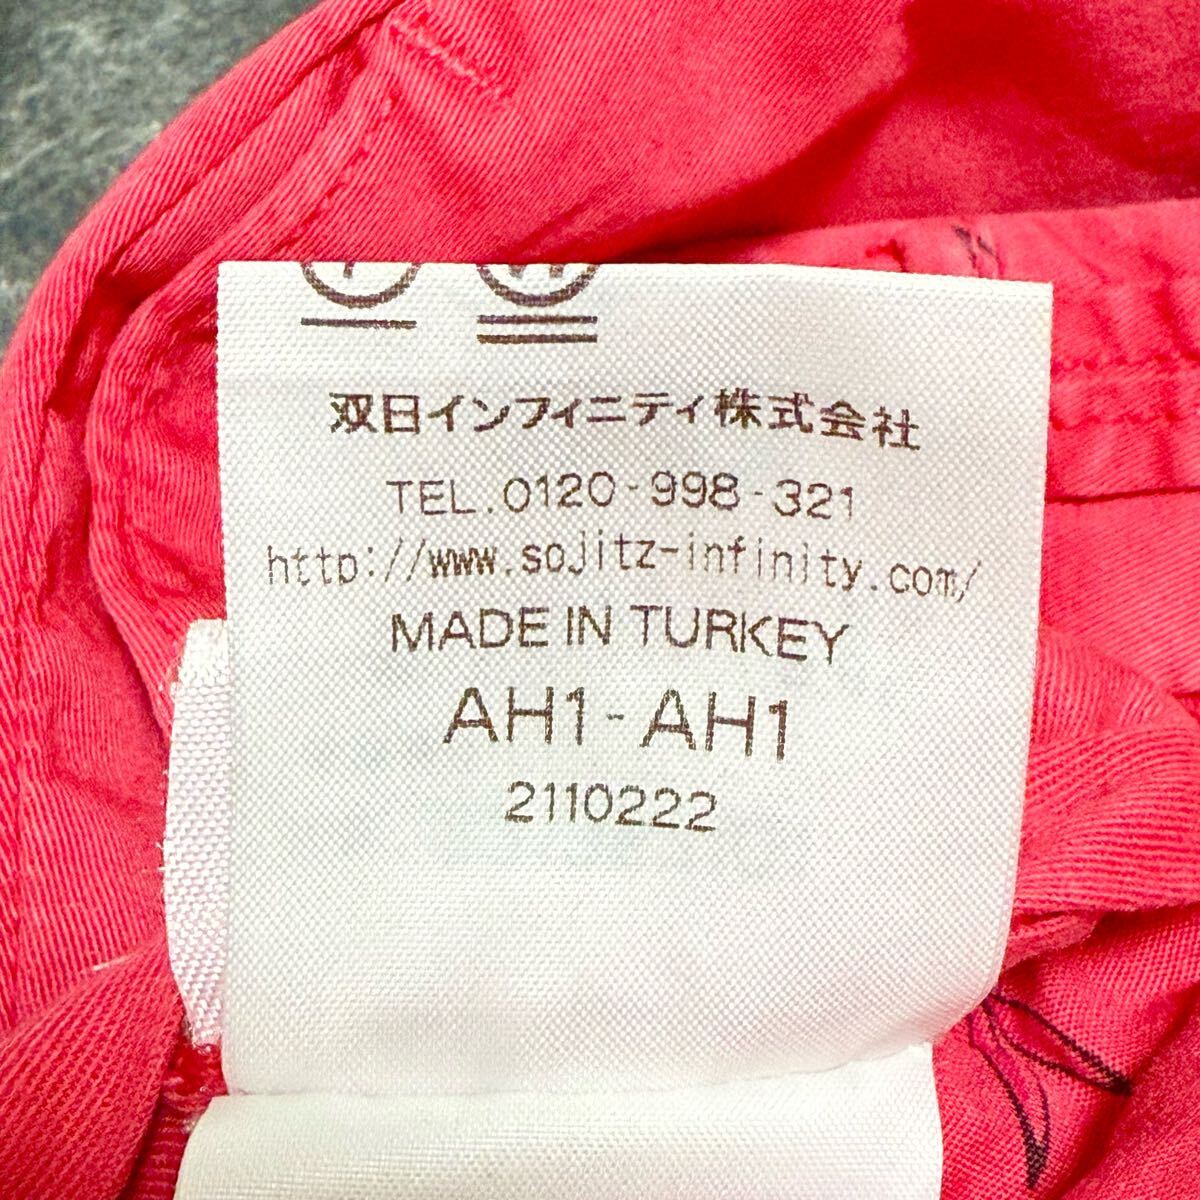 双日インフィニティ株式会社
TEL.0120-998-321
http://www.sojitz-infinity.com/
MADE IN TURKEY
AH1-AH1
2110222